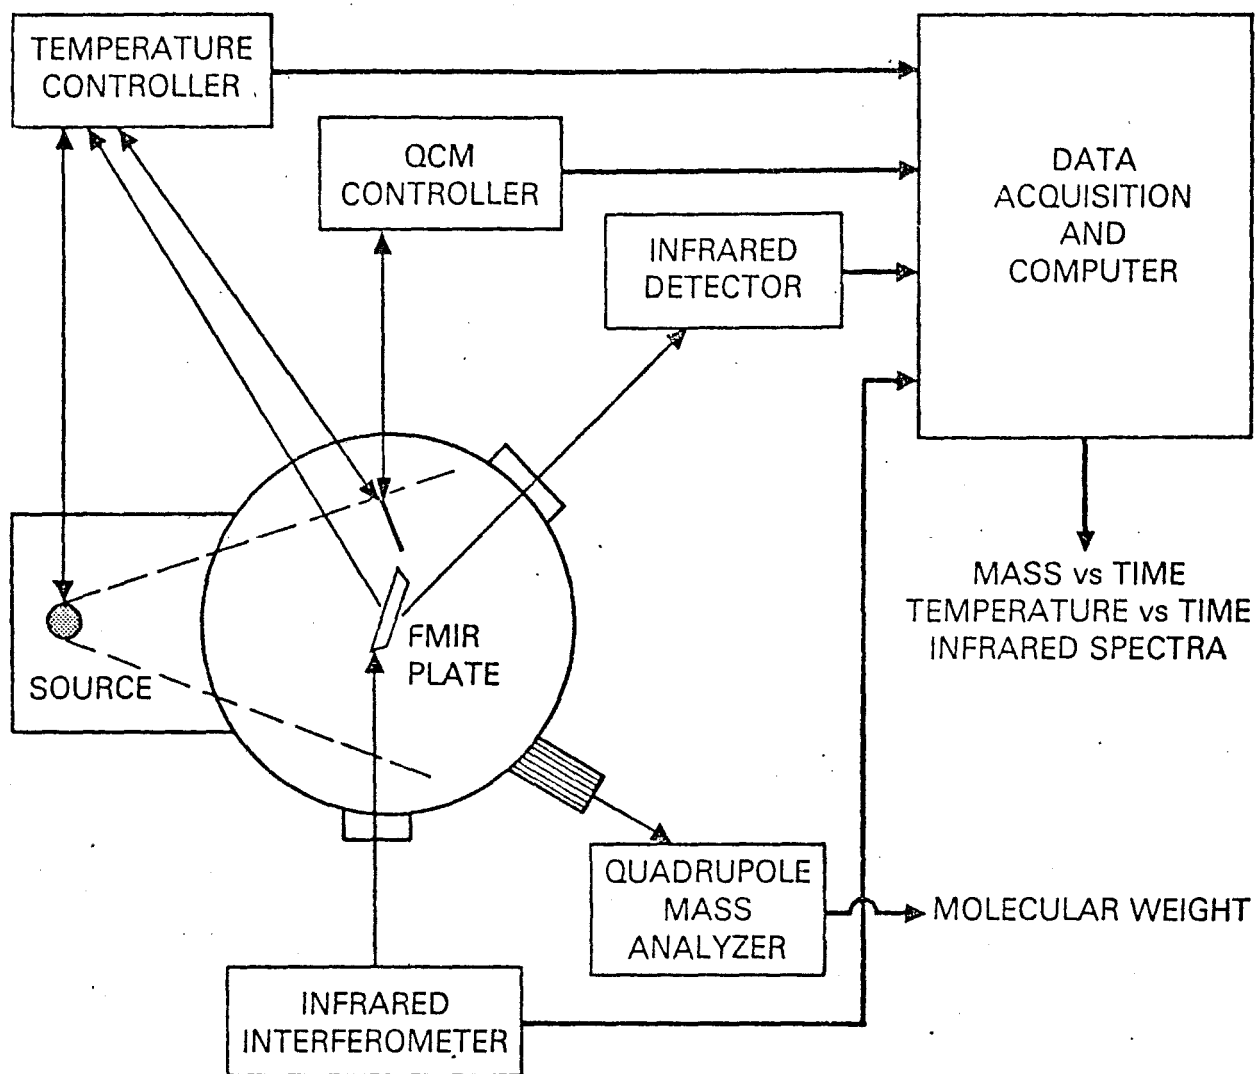 TEMPERATURE
CONTROLLER
QCM
CONTROLLER
INFRARED
DETECTOR
DATA
ACQUISITION
AND
COMPUTER
MASS vs TIME
TEMPERATURE vs TIME
INFRARED SPECTRA
FMIR
PLATE
SOURCE
QUADRUPOLE
MASS
ANALYZER
MOLECULAR WEIGHT
INFRARED
INTERFEROMETER